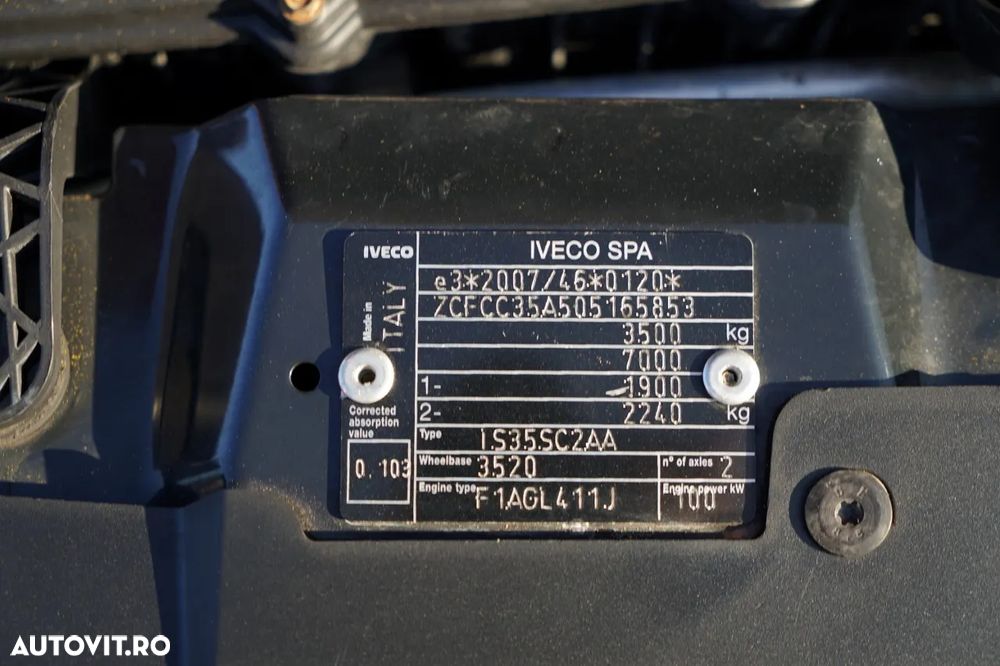 IVECO
IVECO SPA
Made in
ITALY
e3*2007/46*0120*
ZCFCC35A505165853
3500 kg
7000
1- 1900
2- 2240 kg
Corrected
absorption
value
0.103
Type IS35SC2AA
Wheelbase 3520 n° of axles 2
Engine type F1AGL411J Engine power kW 100
AUTOVIT.RO